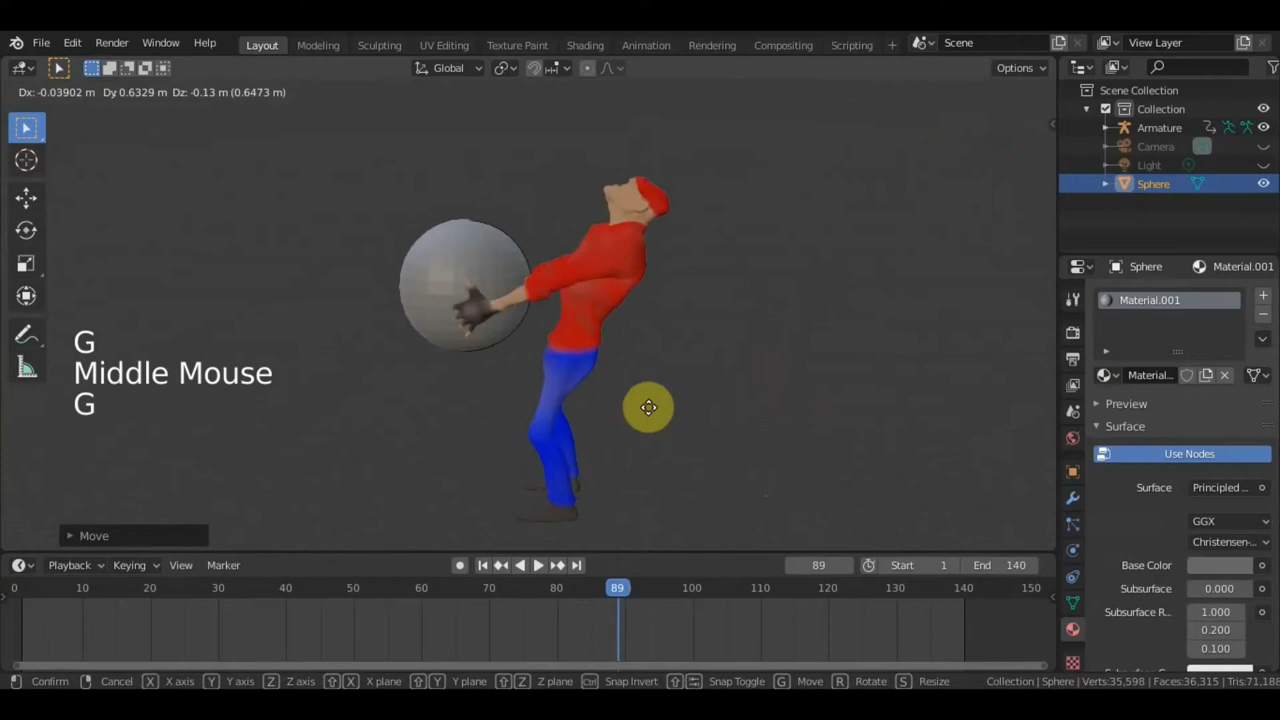 File Edit Render Window Help Layout Modeling Sculpting UV Editing Texture Paint Shading Animation Rendering Compositing Scripting + Scene View Layer
Global Options
Dx: -0.03902 m Dy: 0.6329 m Dz: -0.13 m (0.6473 m)
Scene Collection
Collection
Armature
Camera
Light
Sphere
Sphere Material.001
Material.001
G
Middle Mouse
G
Material...
Preview
Surface
Use Nodes
Surface Principled ...
GGX
Christensen-...
Move
Playback Keying View Marker 89 Start 1 End 140
Base Color
0 10 20 30 40 50 60 70 80 89 100 110 120 130 140 150
Subsurface 0.000
Subsurface R... 1.000
0.200
0.100
Confirm Cancel X X axis Y Y axis Z Z axis X X plane Y Y plane Z Z plane Ctrl Snap Invert Snap Toggle G Move R Rotate S Resize Collection | Sphere | Verts:35,598 | Faces:36,315 | Tris:71,188